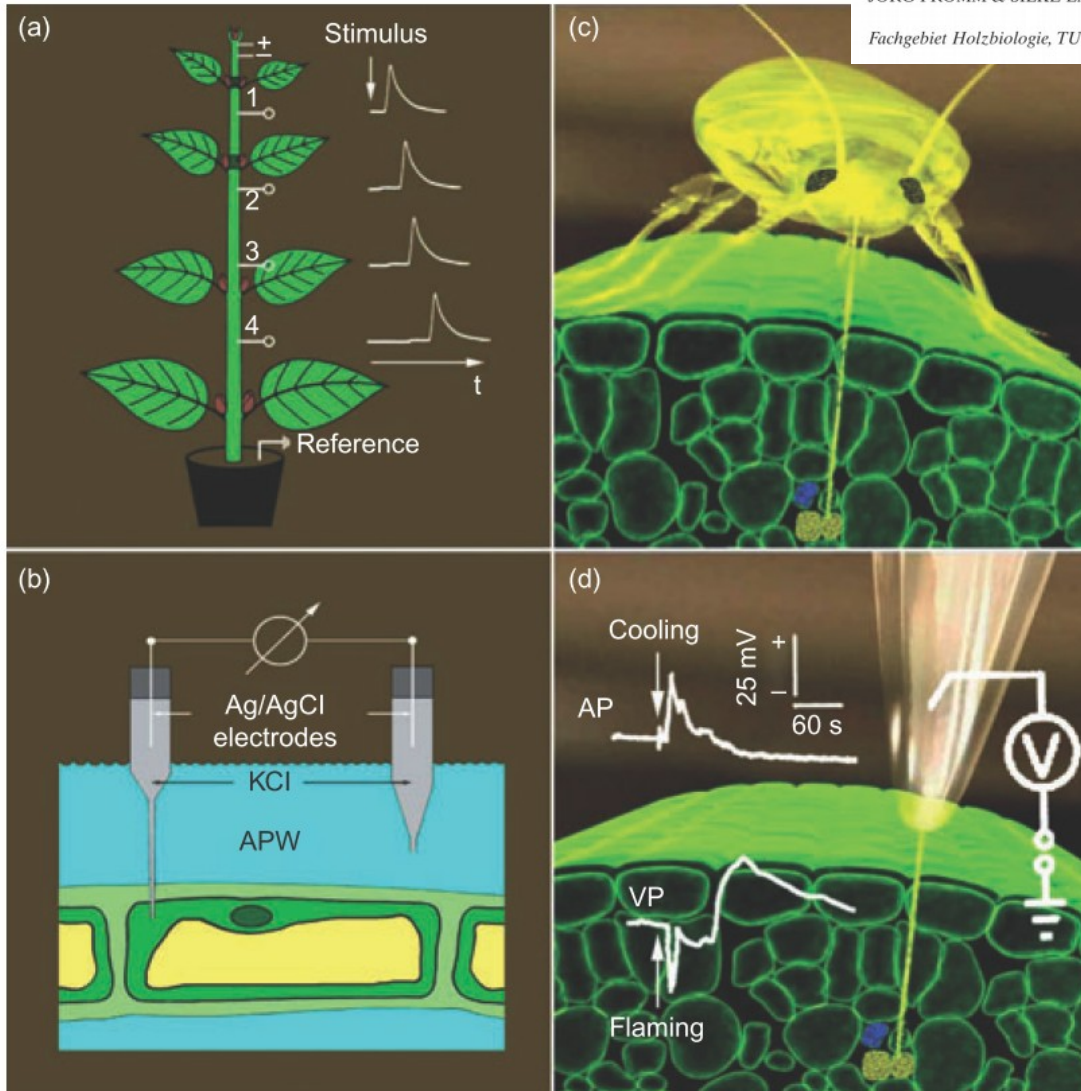 JÖRG FROMM & SILKE
Fachgebiet Holzbiologie, TU
(a)
Stimulus
+
−
1
2
3
4
t
Reference
(b)
Ag/AgCl
electrodes
KCl
APW
(c)
(d)
Cooling
AP
25 mV
+
−
60 s
V
VP
Flaming